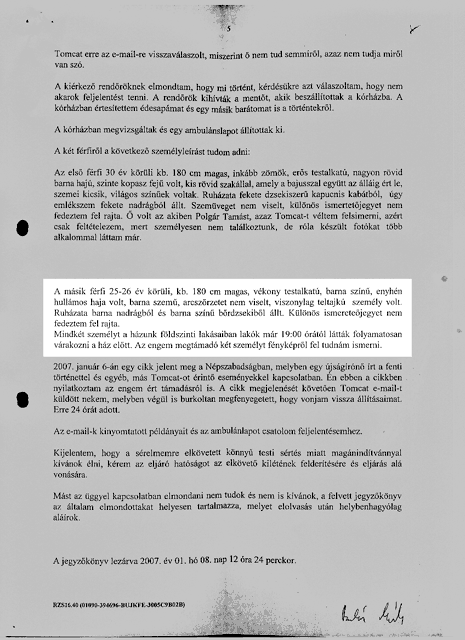 5
Tomcat erre az e-mail-re visszaválaszolt, miszerint ő nem tud semmiről, azaz nem tudja miről
van szó.
A kiérkező rendőröknek elmondtam, hogy mi történt, kérdésükre azt válaszoltam, hogy nem
akarok feljelentést tenni. A rendőrök kihívták a mentőt, akik beszállítottak a kórházba. A
kórházban értesítettem édesapámat és egy másik barátomat is a történtekről.
A kórházban megvizsgáltak és egy ambulánslapot állítottak ki.
A két férfiről a következő személyleírást tudom adni:
Az első férfi 30 év körüli kb. 180 cm magas, inkább zömök, erős testalkatú, nagyon rövid
barna hajú, szinte kopasz fejű volt, kis rövid szakállal, amely a bajusszal együtt az álláig ért le,
szemei kicsik, világos színűek voltak. Ruházata fekete dzsekiszerű kapucnis kabátból, úgy
emlékszem fekete nadrágból állt. Szemüveget nem viselt, különös ismertetőjegyet nem
fedeztem fel rajta. Ő volt az akiben Polgár Tamást, azaz Tomcat-t véltem felismerni, azért
csak feltételezem, mert személyesen nem találkoztunk, de róla készült fotókat több
alkalommal láttam már.
A másik férfi 25-26 év körüli, kb. 180 cm magas, vékony testalkatú, barna színű, enyhén
hullámos haja volt, barna szemű, arcszőrzetet nem viselt, viszonylag teltajkú személy volt.
Ruházata barna nadrágból és barna színű bőrdzsekiből állt. Különös ismertetőjegyet nem
fedeztem fel rajta.
Mindkét személyt a házunk földszinti lakásaiban lakók már 19:00 órától látták folyamatosan
várakozni a ház előtt. Az engem megtámadó két személyt fényképről fel tudnám ismerni.
2007. január 6-án egy cikk jelent meg a Népszabadságban, melyben egy újságírónő írt a fenti
történettel és egyéb, más Tomcat-ot érintő eseményekkel kapcsolatban. Én ebben a cikkben
nyilatkoztam az engem ért támadásról is. A cikk megjelenését követően Tomcat e-mail-t
küldött nekem, melyben végül is burkoltan megfenyegetett, hogy vonjam vissza állításaimat.
Erre 24 órát adott.
Az e-mail-k kinyomtatott példányait és az ambulánslapot csatolom feljelentésemhez.
Kijelentem, hogy a sérelmemre elkövetett könnyű testi sértés miatt magánindítvánnyal
kívánok élni, kérem az eljáró hatóságot az elkövető kilétének felderítésére és eljárás alá
vonására.
Mást az üggyel kapcsolatban elmondani nem tudok és nem is kívánok, a felvett jegyzőkönyv
az általam elmondottakat helyesen tartalmazza, melyet elolvasás után helybenhagyólag
aláírok.
A jegyzőkönyv lezárva 2007. év 01. hó 08. nap 12 óra 24 perckor.
RZS16.40 (01090-394696-BUJKFE-3005C9B02B)